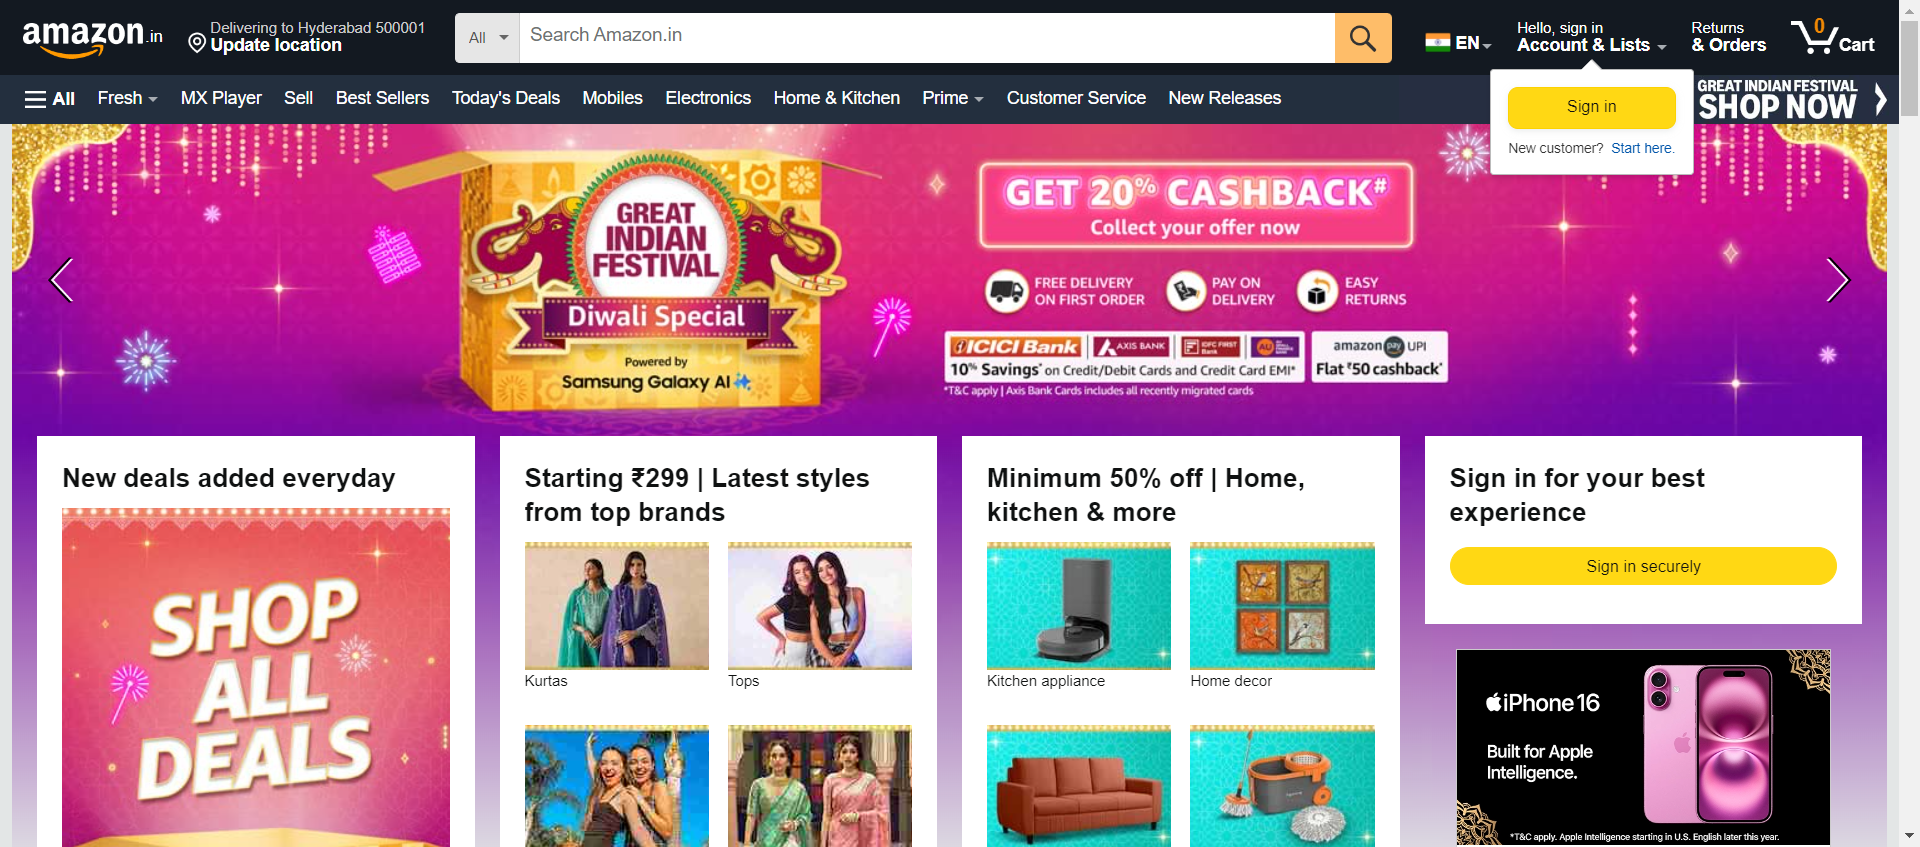 amazon.in
Delivering to Hyderabad 500001
Update location
All
Search Amazon.in
EN
Hello, sign in
Account & Lists
Returns
& Orders
0
Cart
All
Fresh
MX Player
Sell
Best Sellers
Today's Deals
Mobiles
Electronics
Home & Kitchen
Prime
Customer Service
New Releases
GREAT INDIAN FESTIVAL
SHOP NOW
Sign in
New customer? Start here.
GREAT
INDIAN
FESTIVAL
Diwali Special
Powered by
Samsung Galaxy AI
GET 20% CASHBACK#
Collect your offer now
FREE DELIVERY
ON FIRST ORDER
PAY ON
DELIVERY
EASY
RETURNS
ICICI Bank
AXIS BANK
IDFC FIRST
Bank
AU
10% Savings* on Credit/Debit Cards and Credit Card EMI*
amazon pay UPI
Flat ₹50 cashback*
*T&C apply | Axis Bank Cards includes all recently migrated cards
New deals added everyday
SHOP
ALL
DEALS
Starting ₹299 | Latest styles
from top brands
Kurtas
Tops
Minimum 50% off | Home,
kitchen & more
Kitchen appliance
Home decor
Sign in for your best
experience
Sign in securely
iPhone 16
Built for Apple
Intelligence.
*T&C apply. Apple Intelligence starting in U.S. English later this year.